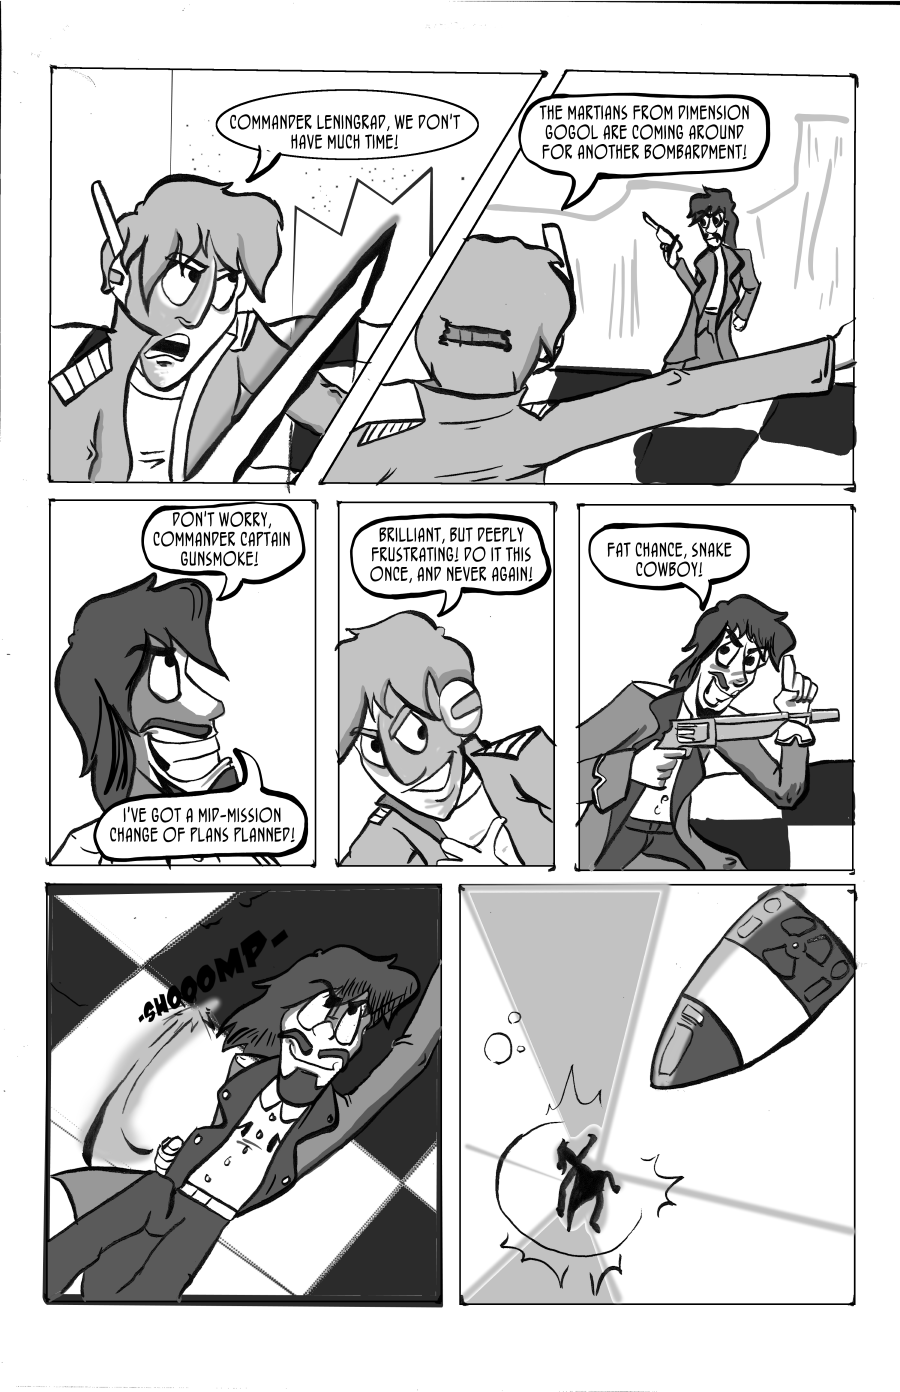 COMMANDER LENINGRAD, WE DON'T
HAVE MUCH TIME!
THE MARTIANS FROM DIMENSION
GOGOL ARE COMING AROUND
FOR ANOTHER BOMBARDMENT!
DON'T WORRY,
COMMANDER CAPTAIN
GUNSMOKE!
I'VE GOT A MID-MISSION
CHANGE OF PLANS PLANNED!
BRILLIANT, BUT DEEPLY
FRUSTRATING! DO IT THIS
ONCE, AND NEVER AGAIN!
FAT CHANCE, SNAKE
COWBOY!
-SHOOOMP-